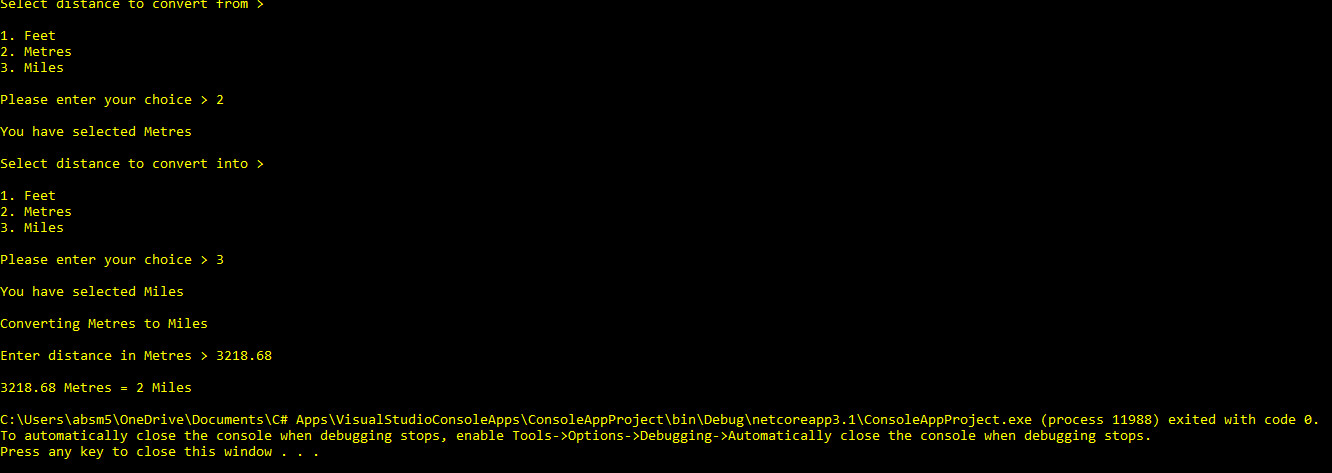 Select distance to convert from >
1. Feet
2. Metres
3. Miles
Please enter your choice > 2
You have selected Metres
Select distance to convert into >
1. Feet
2. Metres
3. Miles
Please enter your choice > 3
You have selected Miles
Converting Metres to Miles
Enter distance in Metres > 3218.68
3218.68 Metres = 2 Miles
C:\Users\absm5\OneDrive\Documents\C# Apps\VisualStudioConsoleApps\ConsoleAppProject\bin\Debug\netcoreapp3.1\ConsoleAppProject.exe (process 11988) exited with code 0.
To automatically close the console when debugging stops, enable Tools->Options->Debugging->Automatically close the console when debugging stops.
Press any key to close this window . . .